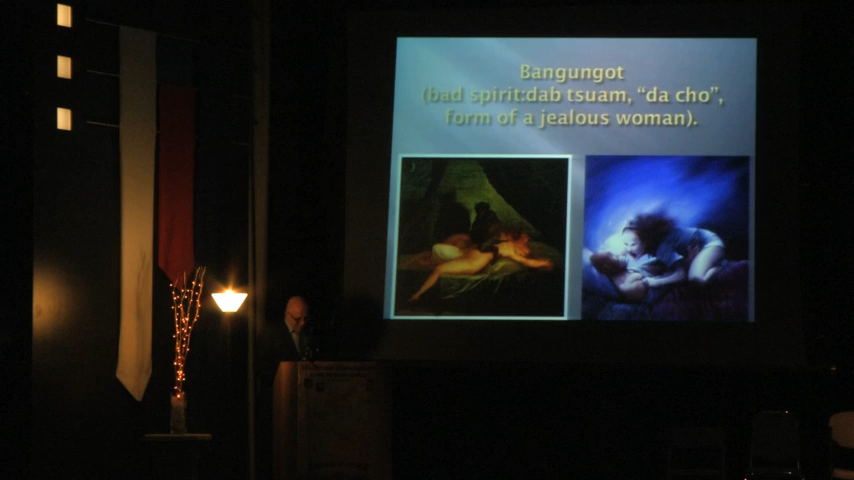 Bangungot
(bad spirit:dab tsuam, “da cho”,
form of a jealous woman).